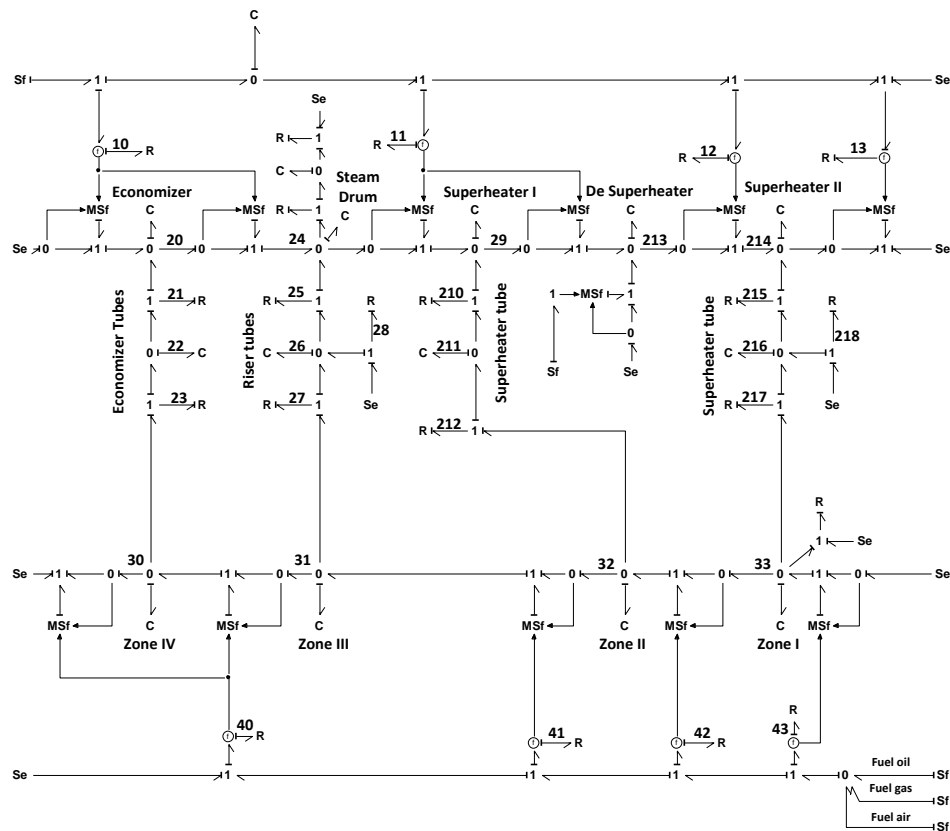 C
Sf 1 0 1 1 1 Se
Se
10 R R 11 R 12 R 13
R 1
C 0
Economizer Steam Drum Superheater I De Superheater Superheater II
MSf C MSf R 1 C MSf C MSf C MSf C MSf
Se 0 1 0 20 0 1 24 0 0 1 0 29 0 1 0 213 0 1 214 0 0 1 Se
Economizer Tubes
Riser tubes
Superheater tube
Superheater tube
1 21 R R 25 1 R R 210 1 1 MSf 1 R 215 1 R
28 0 218
0 22 C C 26 0 1 C 211 0 C 216 0 1
Sf Se
1 23 R R 27 1 Se R 217 1 Se
R 212 1
R
1 Se
30 31 32 33
Se 1 0 0 1 0 0 1 0 0 1 0 0 1 0 Se
MSf C MSf C MSf C MSf C MSf
Zone IV Zone III Zone II Zone I
R
40 R 41 R 42 R 43
f f f f
Se 1 1 1 1 0 Fuel oil Sf
Fuel gas Sf
Fuel air Sf